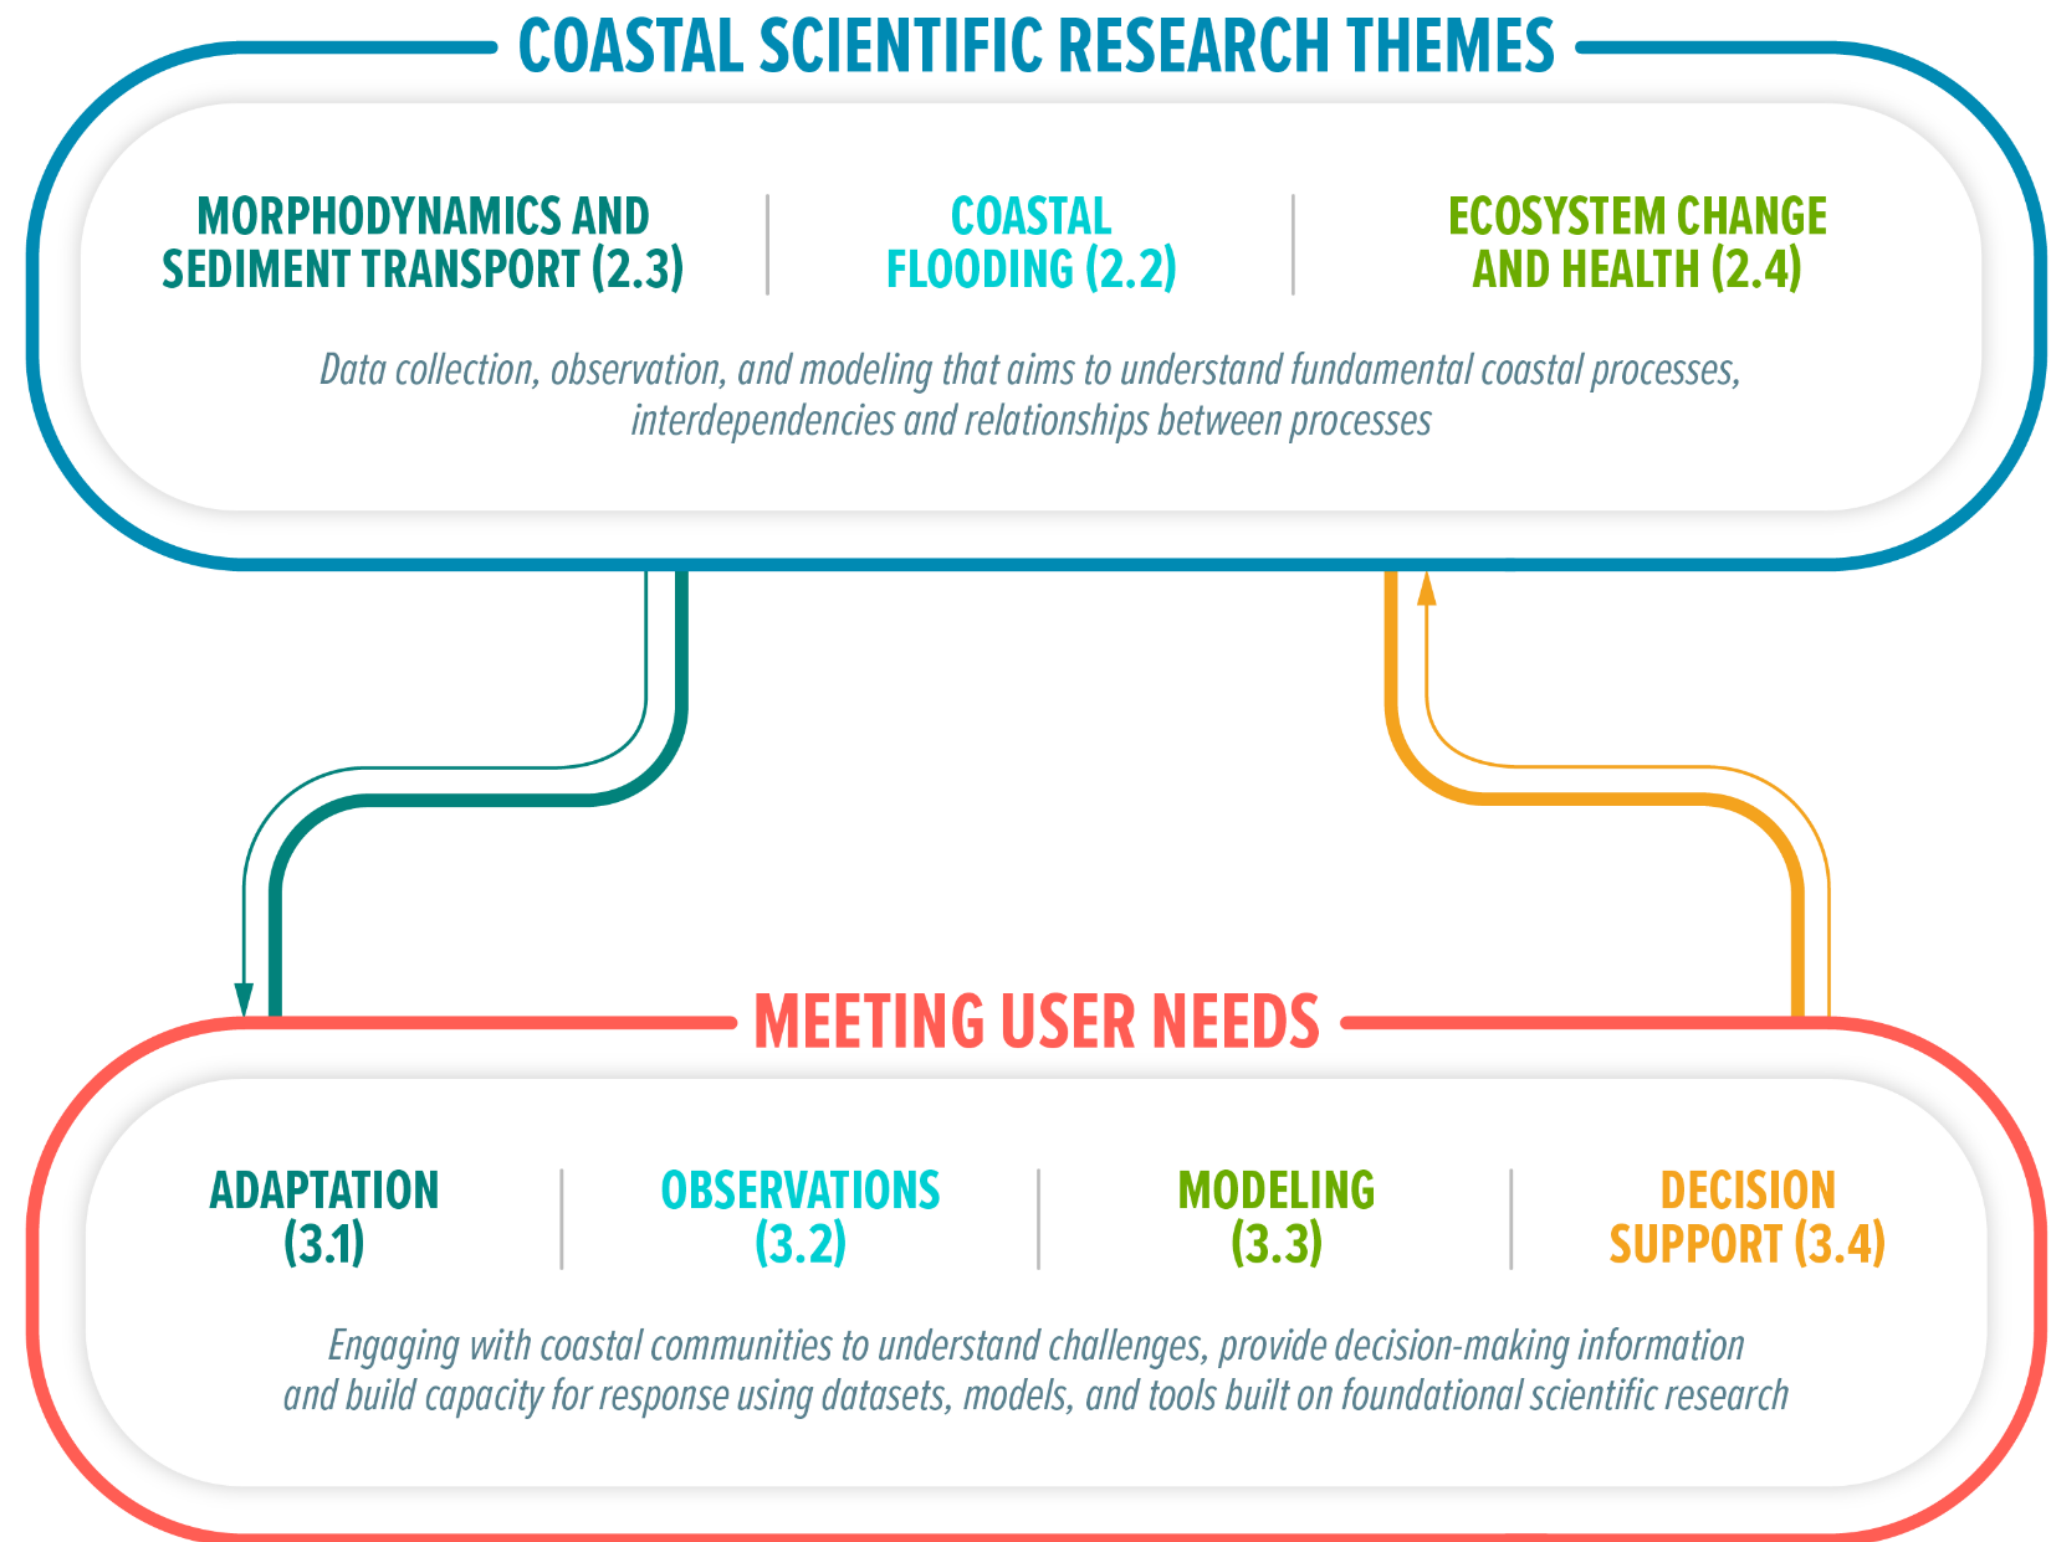 COASTAL SCIENTIFIC RESEARCH THEMES
MORPHODYNAMICS AND
SEDIMENT TRANSPORT (2.3)
COASTAL
FLOODING (2.2)
ECOSYSTEM CHANGE
AND HEALTH (2.4)
Data collection, observation, and modeling that aims to understand fundamental coastal processes,
interdependencies and relationships between processes
MEETING USER NEEDS
ADAPTATION
(3.1)
OBSERVATIONS
(3.2)
MODELING
(3.3)
DECISION
SUPPORT (3.4)
Engaging with coastal communities to understand challenges, provide decision-making information
and build capacity for response using datasets, models, and tools built on foundational scientific research